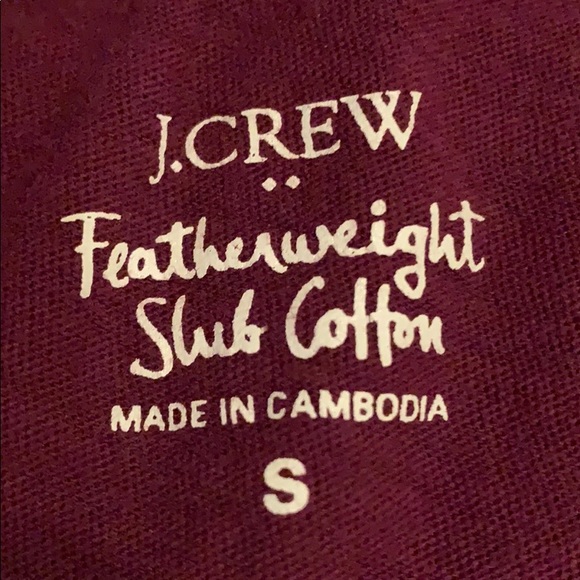 J.CREW
Featherweight
Slub Cotton
MADE IN CAMBODIA
S